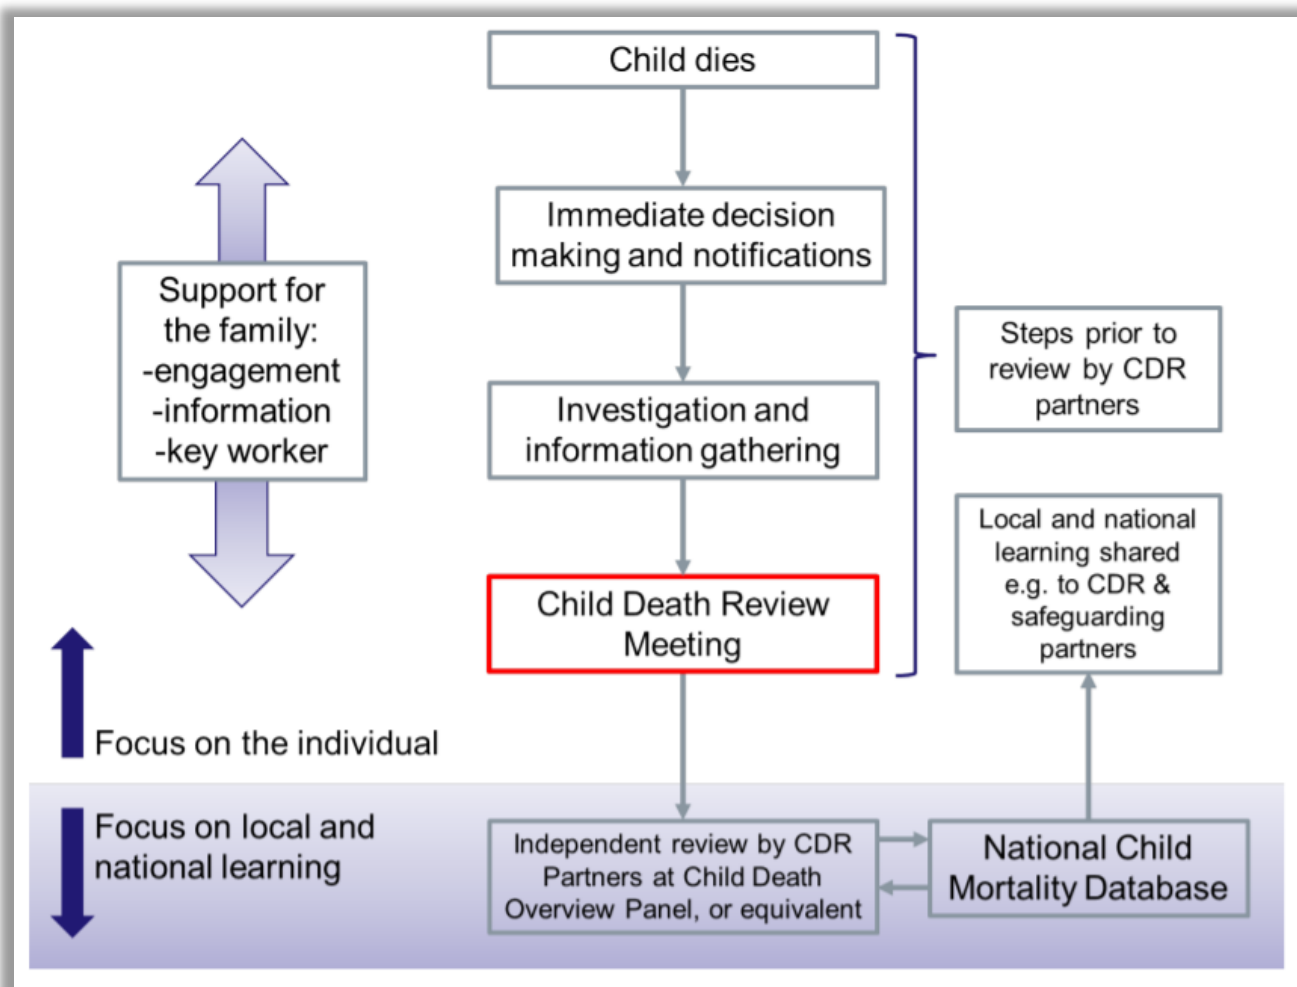 Child dies
Immediate decision
making and notifications
Support for
the family:
-engagement
-information
-key worker
Steps prior to
review by CDR
partners
Investigation and
information gathering
Local and national
learning shared
e.g. to CDR &
safeguarding
partners
Child Death Review
Meeting
Focus on the individual
Focus on local and
national learning
Independent review by CDR
Partners at Child Death
Overview Panel, or equivalent
National Child
Mortality Database